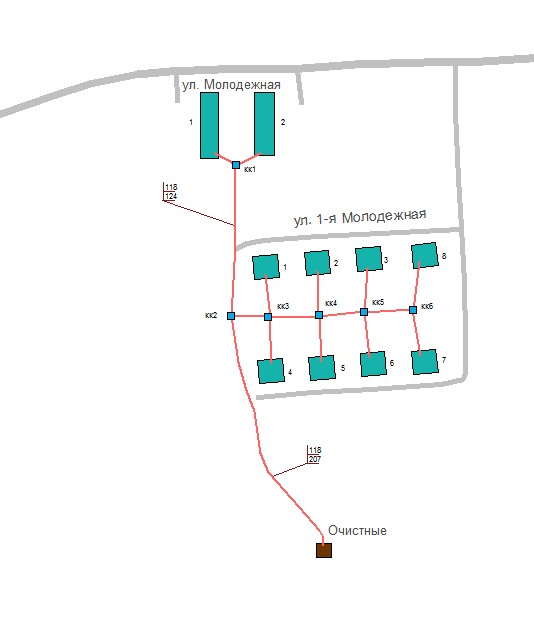 ул. Молодежная
1
2
кк1
118
124
ул. 1-я Молодежная
1
2
3
8
кк2
кк3
кк4
кк5
кк6
4
5
6
7
118
207
Очистные